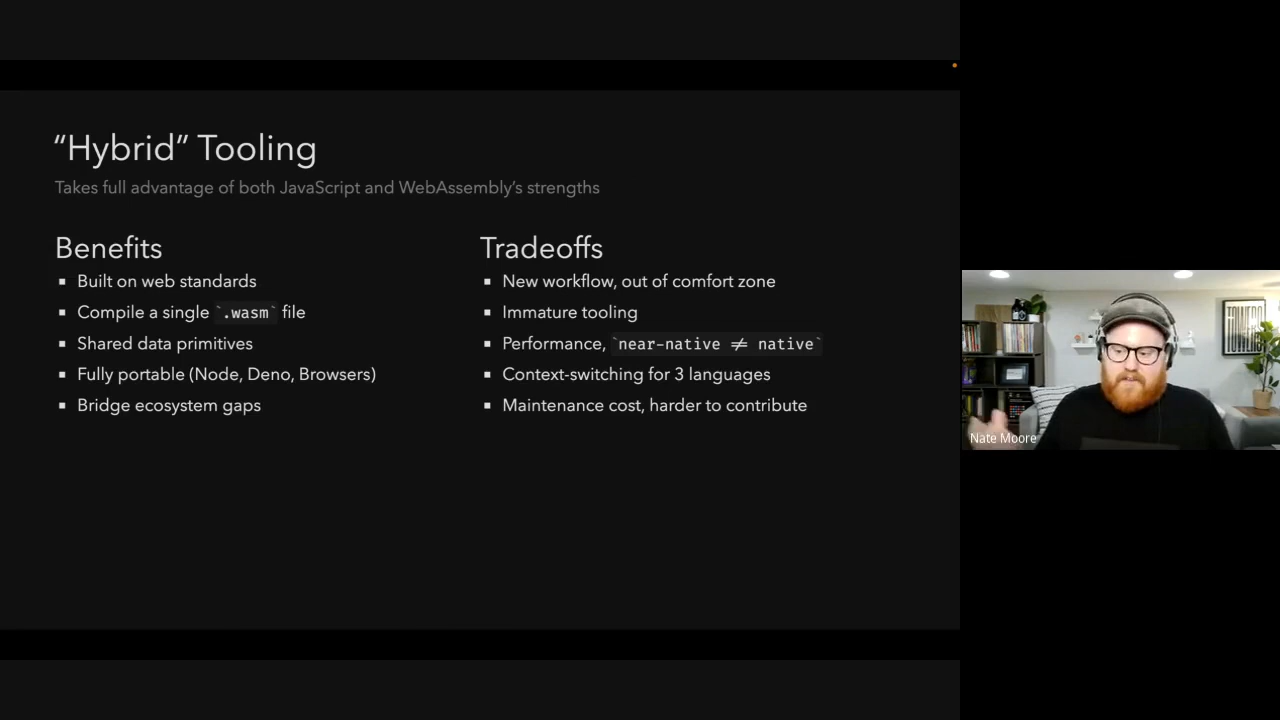 “Hybrid” Tooling
Takes full advantage of both JavaScript and WebAssembly’s strengths
Benefits
▪ Built on web standards
▪ Compile a single `.wasm` file
▪ Shared data primitives
▪ Fully portable (Node, Deno, Browsers)
▪ Bridge ecosystem gaps
Tradeoffs
▪ New workflow, out of comfort zone
▪ Immature tooling
▪ Performance, `near-native ≠ native`
▪ Context-switching for 3 languages
▪ Maintenance cost, harder to contribute
Nate Moore